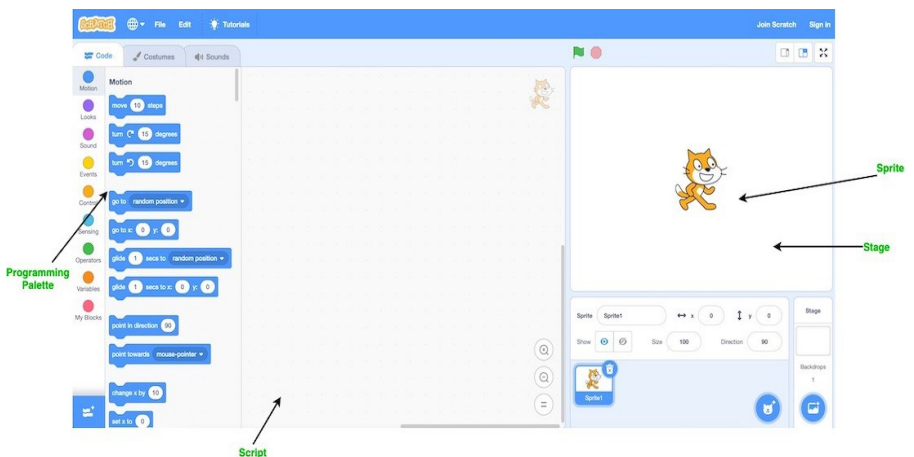 SCRATCH File Edit Tutorials Join Scratch Sign in
Code Costumes Sounds
Motion
Looks
Sound
Events
Control
Sensing
Operators
Variables
My Blocks
Motion
move 10 steps
turn 15 degrees
turn 15 degrees
go to random position
go to x: 0 y: 0
glide 1 secs to random position
glide 1 secs to x: 0 y: 0
point in direction 90
point towards mouse-pointer
change x by 10
set x to 0
Programming
Palette
Script
Sprite
Stage
Sprite Sprite1 x 0 y 0
Show Size 100 Direction 90
Sprite1
Stage
Backdrops
1